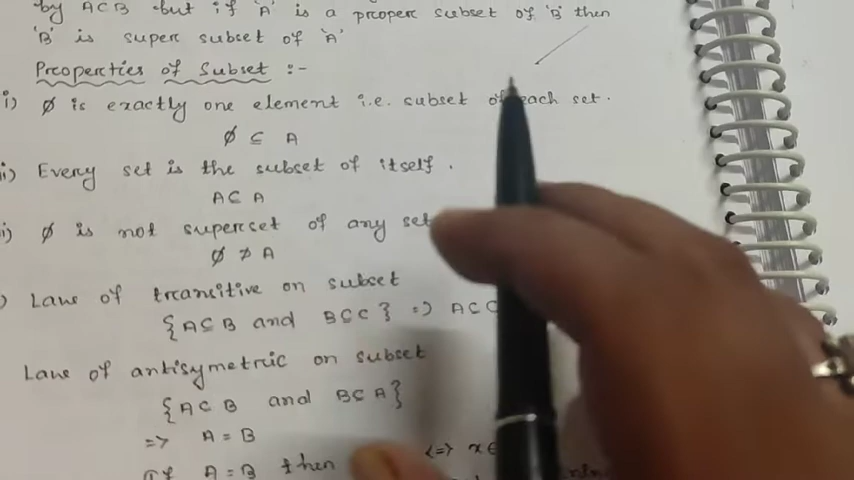 by A⊂B but if 'A' is a proper subset of 'B' then
'B' is super subset of 'A'
Properties of Subset :-
i) ∅ is exactly one element i.e. subset of each set.
∅ ⊆ A
ii) Every set is the subset of itself.
A⊂ A
i) ∅ is not superset of any set
∅ ⊅ A
) Law of transitive on subset
{A⊆B and B⊆C} => A⊂C
Law of antisymetric on subset
{A⊂B and B⊂A}
=> A = B
If A = B then <=> x∈